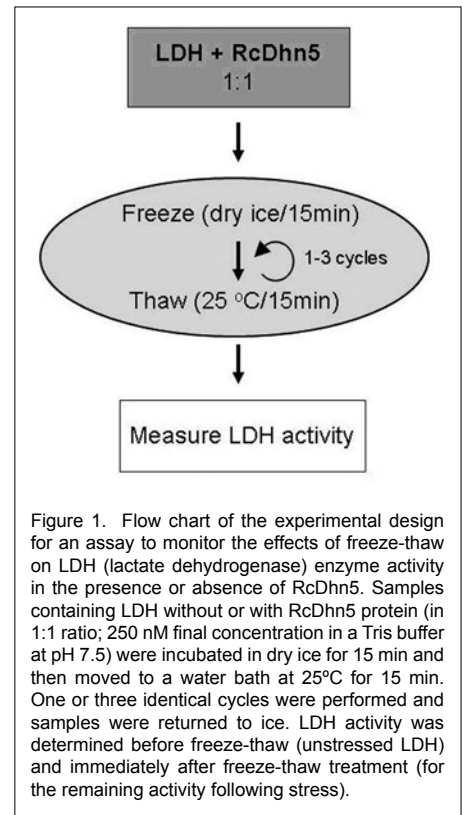 LDH + RcDhn5
1:1
Freeze (dry ice/15min)
1-3 cycles
Thaw (25 ºC/15min)
Measure LDH activity
Figure 1. Flow chart of the experimental design
for an assay to monitor the effects of freeze-thaw
on LDH (lactate dehydrogenase) enzyme activity
in the presence or absence of RcDhn5. Samples
containing LDH without or with RcDhn5 protein (in
1:1 ratio; 250 nM final concentration in a Tris buffer
at pH 7.5) were incubated in dry ice for 15 min and
then moved to a water bath at 25ºC for 15 min.
One or three identical cycles were performed and
samples were returned to ice. LDH activity was
determined before freeze-thaw (unstressed LDH)
and immediately after freeze-thaw treatment (for
the remaining activity following stress).